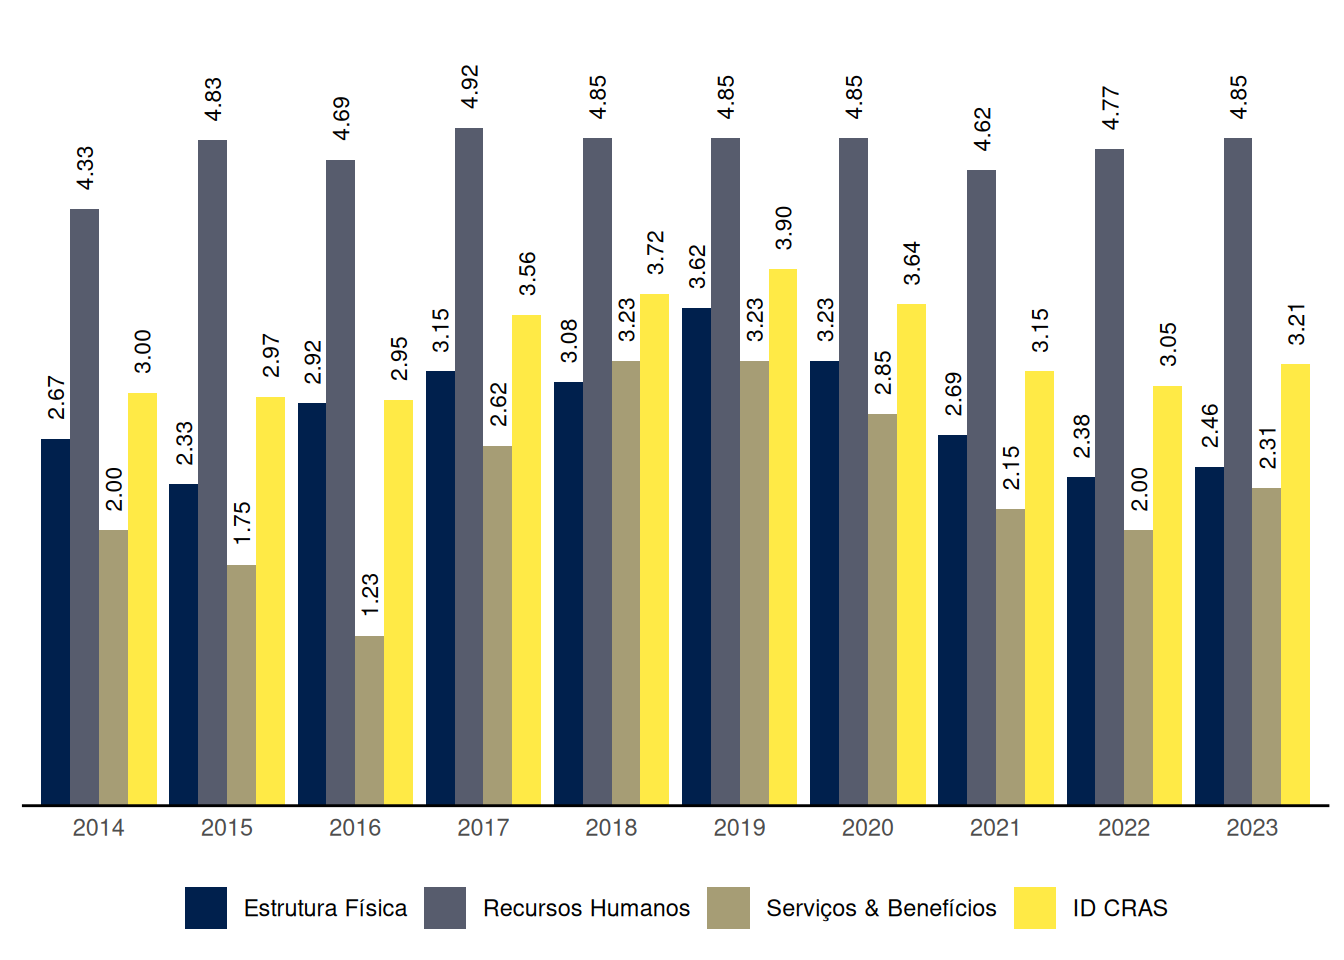 2.67 4.33 2.00 3.00
2.33 4.83 1.75 2.97
2.92 4.69 1.23 2.95
3.15 4.92 2.62 3.56
3.08 4.85 3.23 3.72
3.62 4.85 3.23 3.90
3.23 4.85 2.85 3.64
2.69 4.62 2.15 3.15
2.38 4.77 2.00 3.05
2.46 4.85 2.31 3.21
2014 2015 2016 2017 2018 2019 2020 2021 2022 2023
Estrutura Física Recursos Humanos Serviços & Benefícios ID CRAS